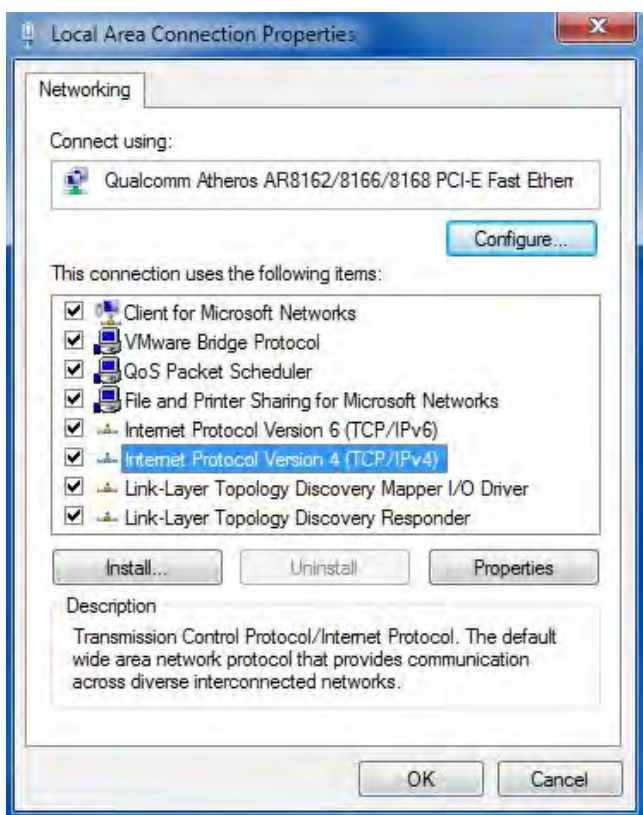 Local Area Connection Properties
Networking
Connect using:
Qualcomm Atheros AR8162/8166/8168 PCI-E Fast Ethern
Configure...
This connection uses the following items:
Client for Microsoft Networks
VMware Bridge Protocol
QoS Packet Scheduler
File and Printer Sharing for Microsoft Networks
Internet Protocol Version 6 (TCP/IPv6)
Internet Protocol Version 4 (TCP/IPv4)
Link-Layer Topology Discovery Mapper I/O Driver
Link-Layer Topology Discovery Responder
Install... Uninstall Properties
Description
Transmission Control Protocol/Internet Protocol. The default
wide area network protocol that provides communication
across diverse interconnected networks.
OK Cancel